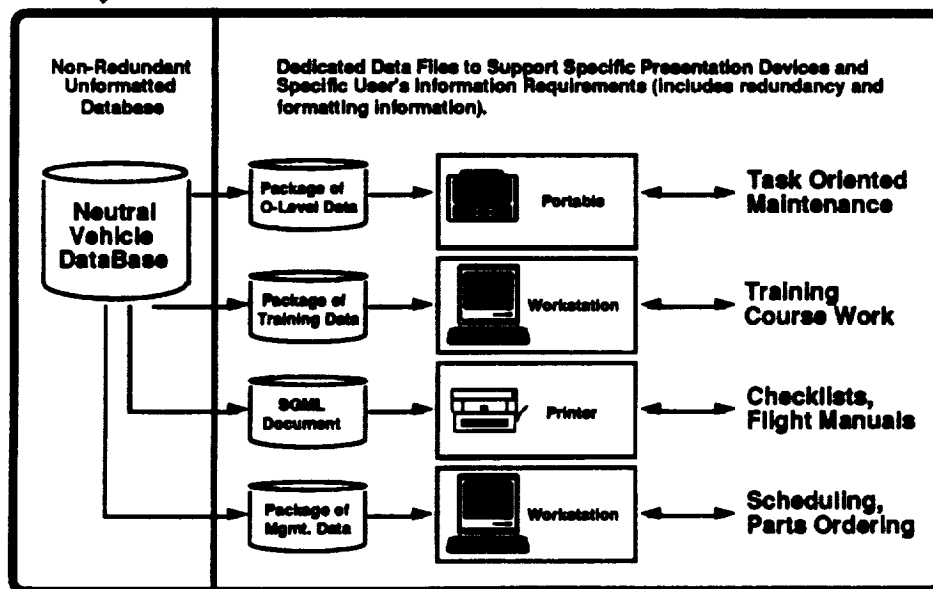 Non-Redundant
Unformatted
Database
Dedicated Data Files to Support Specific Presentation Devices and
Specific User's Information Requirements (includes redundancy and
formatting information).
Neutral
Vehicle
DataBase
Package of
O-Level Data
Portable
Task Oriented
Maintenance
Package of
Training Data
Workstation
Training
Course Work
SGML
Document
Printer
Checklists,
Flight Manuals
Package of
Mgmt. Data
Workstation
Scheduling,
Parts Ordering